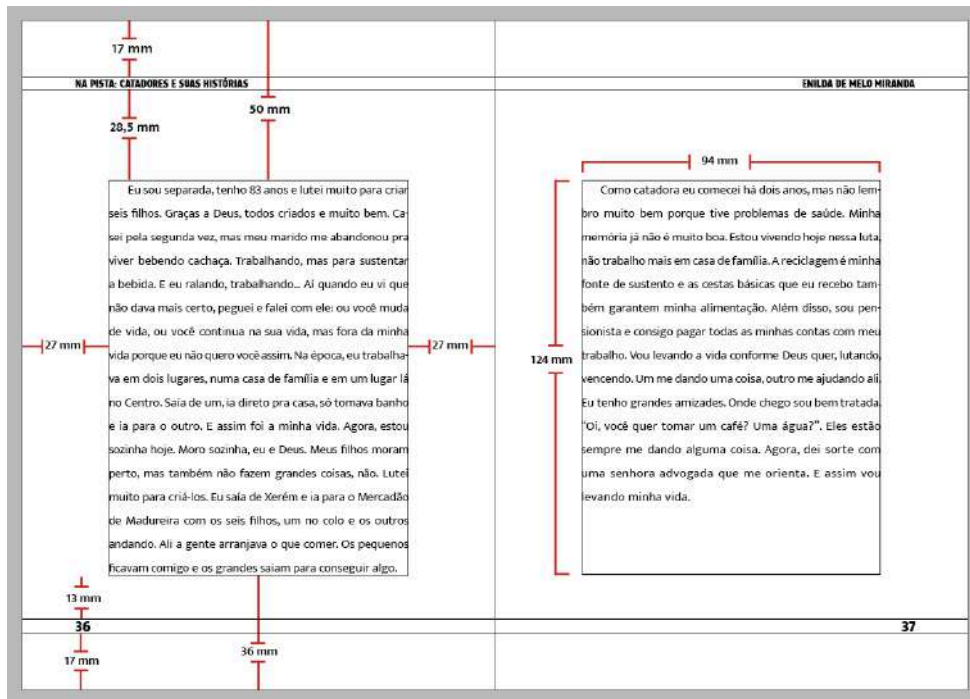 17 mm
NA PISTA: CATADORES E SUAS HISTÓRIAS
50 mm
28,5 mm
Eu sou separada, tenho 83 anos e lutei muito para criar
seis filhos. Graças a Deus, todos criados e muito bem. Ca-
sei pela segunda vez, mas meu marido me abandonou pra
viver bebendo cachaça. Trabalhando, mas para sustentar
a bebida. E eu ralando, trabalhando... Aí quando eu vi que
não dava mais certo, peguei e falei com ele: ou você muda
de vida, ou você continua na sua vida, mas fora da minha
vida porque eu não quero você assim. Na época, eu trabalha-
va em dois lugares, numa casa de família e em um lugar lá
no Centro. Saía de um, ia direto pra casa, só tomava banho
e ia para o outro. E assim foi a minha vida. Agora, estou
sozinha hoje. Moro sozinha, eu e Deus. Meus filhos moram
perto, mas também não fazem grandes coisas, não. Lutei
muito para criá-los. Eu saía de Xerém e ia para o Mercadão
de Madureira com os seis filhos, um no colo e os outros
andando. Ali a gente arranjava o que comer. Os pequenos
ficavam comigo e os grandes saiam para conseguir algo.
27 mm
27 mm
13 mm
36
17 mm
36 mm
ENILDA DE MELO MIRANDA
94 mm
Como catadora eu comecei há dois anos, mas não lem-
bro muito bem porque tive problemas de saúde. Minha
memória já não é muito boa. Estou vivendo hoje nessa luta,
não trabalho mais em casa de família. A reciclagem é minha
fonte de sustento e as cestas básicas que eu recebo tam-
bém garantem minha alimentação. Além disso, sou pen-
sionista e consigo pagar todas as minhas contas com meu
trabalho. Vou levando a vida conforme Deus quer, lutando,
vencendo. Um me dando uma coisa, outro me ajudando ali.
Eu tenho grandes amizades. Onde chego sou bem tratada.
"Oi, você quer tomar um café? Uma água?". Eles estão
sempre me dando alguma coisa. Agora, dei sorte com
uma senhora advogada que me orienta. E assim vou
levando minha vida.
124 mm
37